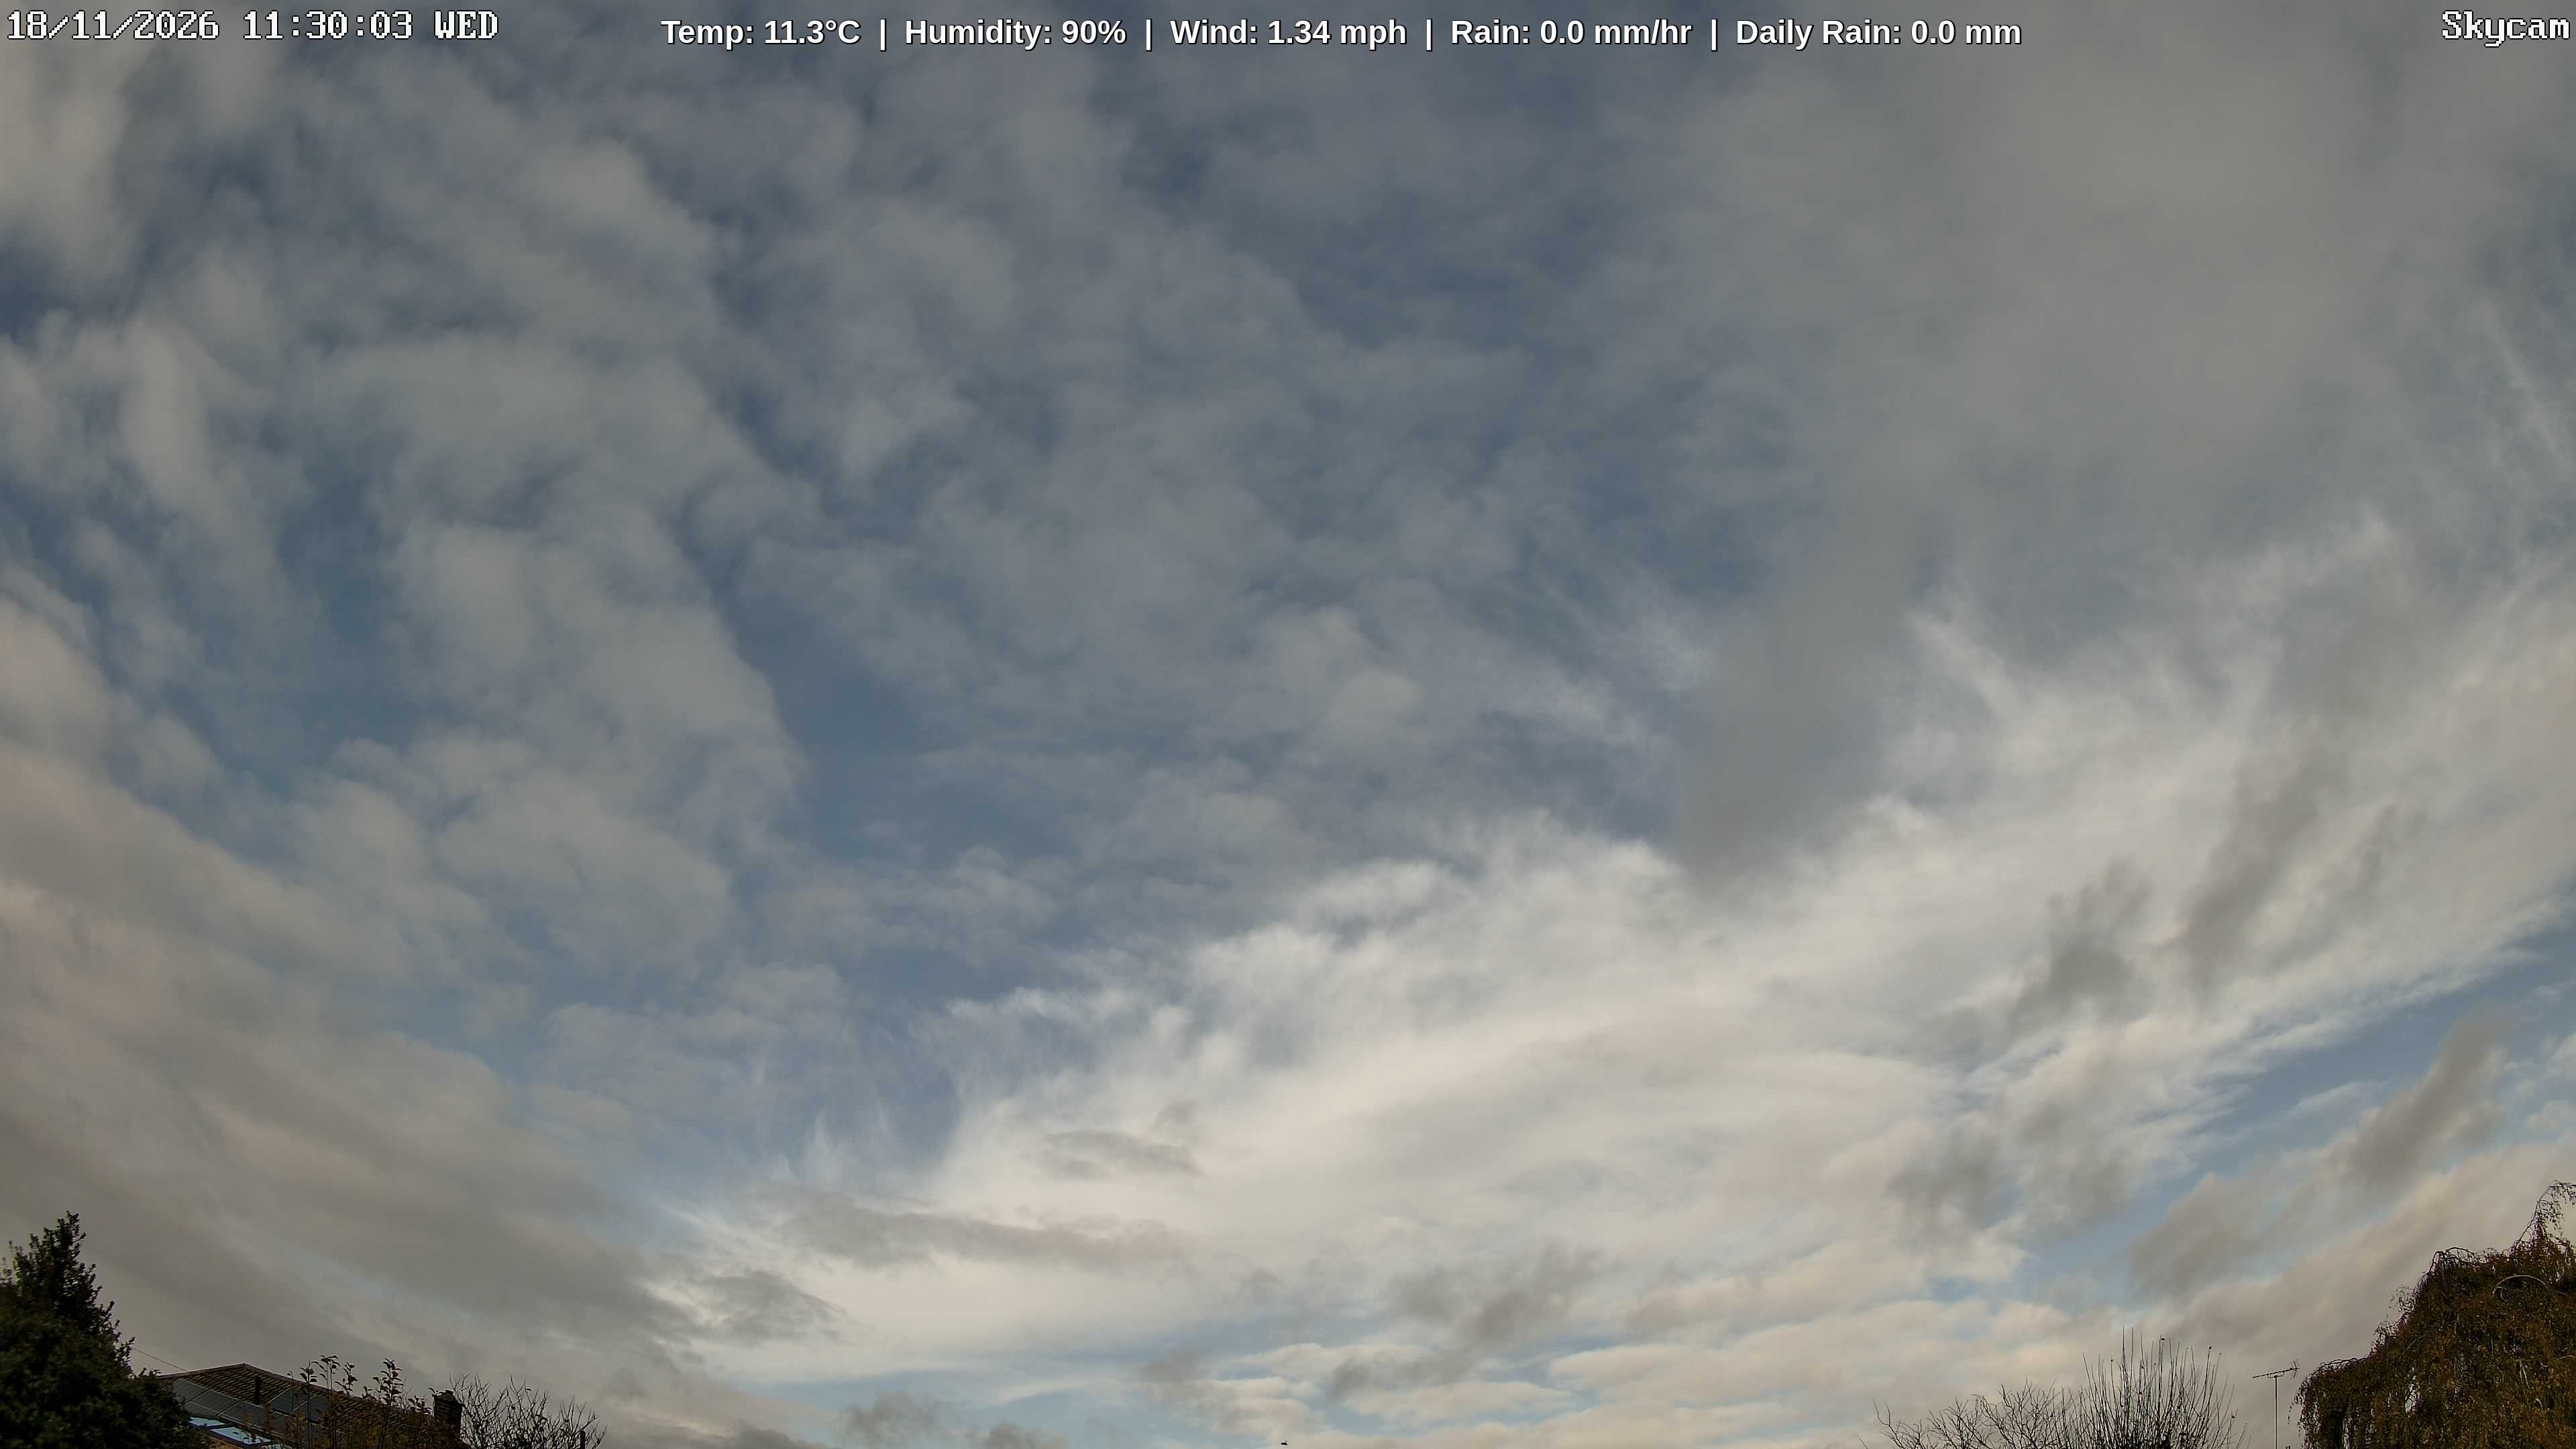 18/11/2026 11:30:03 WED
Temp: 11.3°C | Humidity: 90% | Wind: 1.34 mph | Rain: 0.0 mm/hr | Daily Rain: 0.0 mm
Skycam